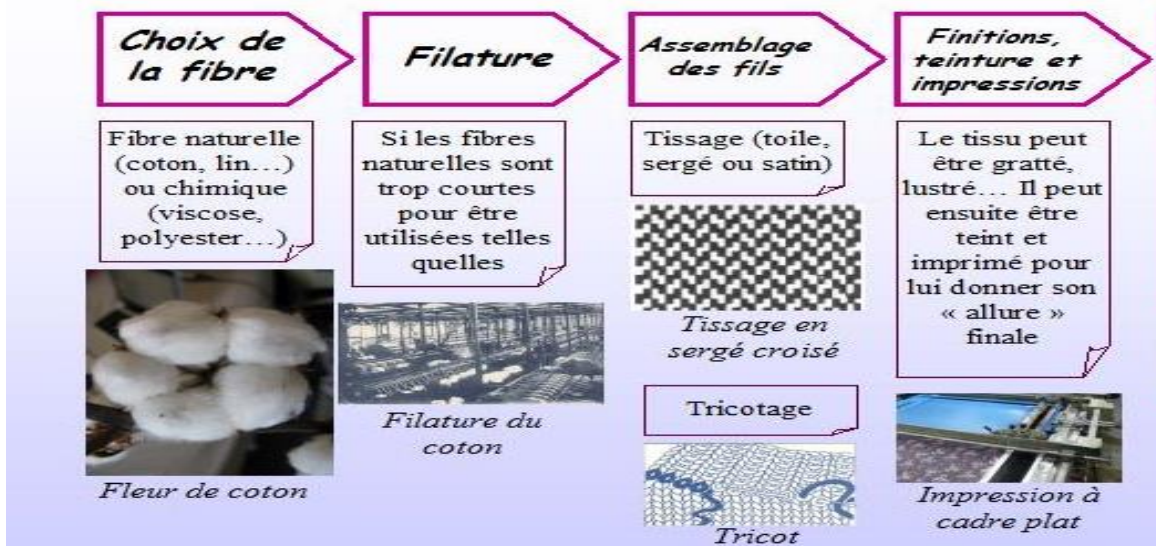 Choix de
la fibre
Filature
Assemblage
des fils
Finitions,
teinture et
impressions
Fibre naturelle
(coton, lin…)
ou chimique
(viscose,
polyester…)
Fleur de coton
Si les fibres
naturelles sont
trop courtes
pour être
utilisées telles
quelles
Filature du
coton
Tissage (toile,
sergé ou satin)
Tissage en
sergé croisé
Tricotage
Tricot
Le tissu peut
être gratté,
lustré… Il peut
ensuite être
teint et
imprimé pour
lui donner son
« allure »
finale
Impression à
cadre plat